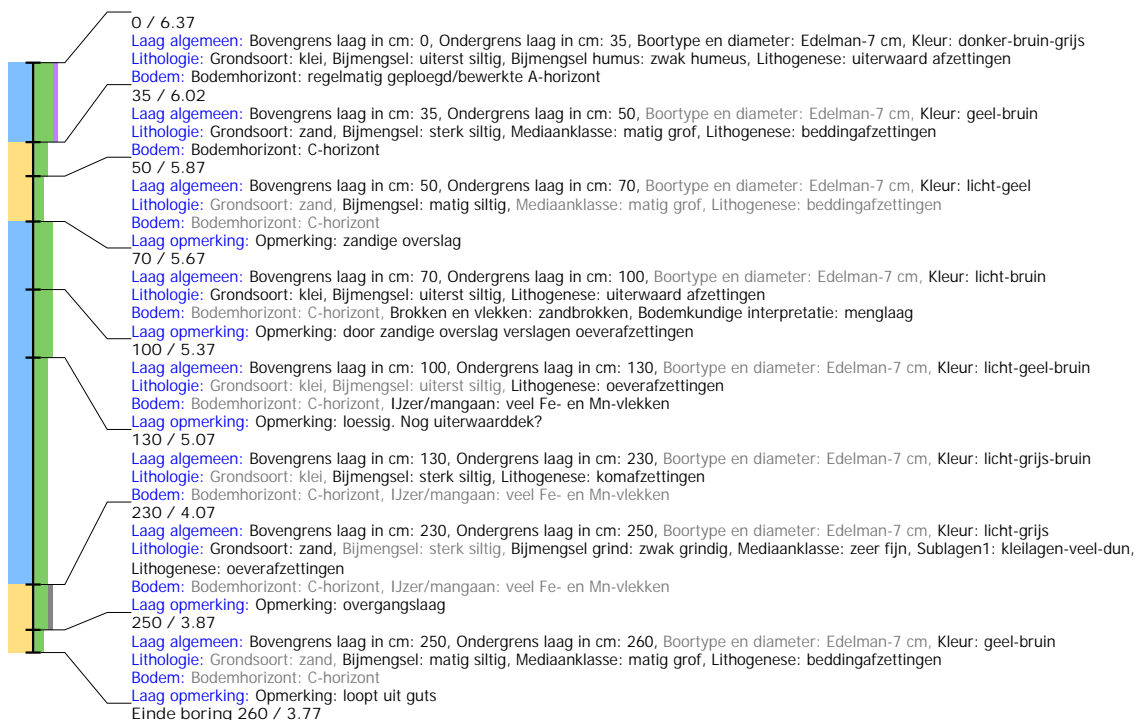 0 / 6.37
Laag algemeen: Bovengrens laag in cm: 0, Ondergrens laag in cm: 35, Boortype en diameter: Edelman-7 cm, Kleur: donker-bruin-grijs
Lithologie: Grondsoort: klei, Bijmengsel: uiterst siltig, Bijmengsel humus: zwak humeus, Lithogenese: uiterwaard afzettingen
Bodem: Bodemhorizont: regelmatig geploegd/bewerkte A-horizont
35 / 6.02
Laag algemeen: Bovengrens laag in cm: 35, Ondergrens laag in cm: 50, Boortype en diameter: Edelman-7 cm, Kleur: geel-bruin
Lithologie: Grondsoort: zand, Bijmengsel: sterk siltig, Mediaanklasse: matig grof, Lithogenese: beddingafzettingen
Bodem: Bodemhorizont: C-horizont
50 / 5.87
Laag algemeen: Bovengrens laag in cm: 50, Ondergrens laag in cm: 70, Boortype en diameter: Edelman-7 cm, Kleur: licht-geel
Lithologie: Grondsoort: zand, Bijmengsel: matig siltig, Mediaanklasse: matig grof, Lithogenese: beddingafzettingen
Bodem: Bodemhorizont: C-horizont
Laag opmerking: Opmerking: zandige overslag
70 / 5.67
Laag algemeen: Bovengrens laag in cm: 70, Ondergrens laag in cm: 100, Boortype en diameter: Edelman-7 cm, Kleur: licht-bruin
Lithologie: Grondsoort: klei, Bijmengsel: uiterst siltig, Lithogenese: uiterwaard afzettingen
Bodem: Bodemhorizont: C-horizont, Brokken en vlekken: zandbrokken, Bodemkundige interpretatie: menglaag
Laag opmerking: Opmerking: door zandige overslag verslagen oeverafzettingen
100 / 5.37
Laag algemeen: Bovengrens laag in cm: 100, Ondergrens laag in cm: 130, Boortype en diameter: Edelman-7 cm, Kleur: licht-geel-bruin
Lithologie: Grondsoort: klei, Bijmengsel: uiterst siltig, Lithogenese: oeverafzettingen
Bodem: Bodemhorizont: C-horizont, IJzer/mangaan: veel Fe- en Mn-vlekken
Laag opmerking: Opmerking: loessig. Nog uiterwaarddek?
130 / 5.07
Laag algemeen: Bovengrens laag in cm: 130, Ondergrens laag in cm: 230, Boortype en diameter: Edelman-7 cm, Kleur: licht-grijs-bruin
Lithologie: Grondsoort: klei, Bijmengsel: sterk siltig, Lithogenese: komafzettingen
Bodem: Bodemhorizont: C-horizont, IJzer/mangaan: veel Fe- en Mn-vlekken
230 / 4.07
Laag algemeen: Bovengrens laag in cm: 230, Ondergrens laag in cm: 250, Boortype en diameter: Edelman-7 cm, Kleur: licht-grijs
Lithologie: Grondsoort: zand, Bijmengsel: sterk siltig, Bijmengsel grind: zwak grindig, Mediaanklasse: zeer fijn, Sublagen1: kleilagen-veel-dun,
Lithogenese: oeverafzettingen
Bodem: Bodemhorizont: C-horizont, IJzer/mangaan: veel Fe- en Mn-vlekken
Laag opmerking: Opmerking: overgangslaag
250 / 3.87
Laag algemeen: Bovengrens laag in cm: 250, Ondergrens laag in cm: 260, Boortype en diameter: Edelman-7 cm, Kleur: geel-bruin
Lithologie: Grondsoort: zand, Bijmengsel: matig siltig, Mediaanklasse: matig grof, Lithogenese: beddingafzettingen
Bodem: Bodemhorizont: C-horizont
Laag opmerking: Opmerking: loopt uit guts
Einde boring 260 / 3.77